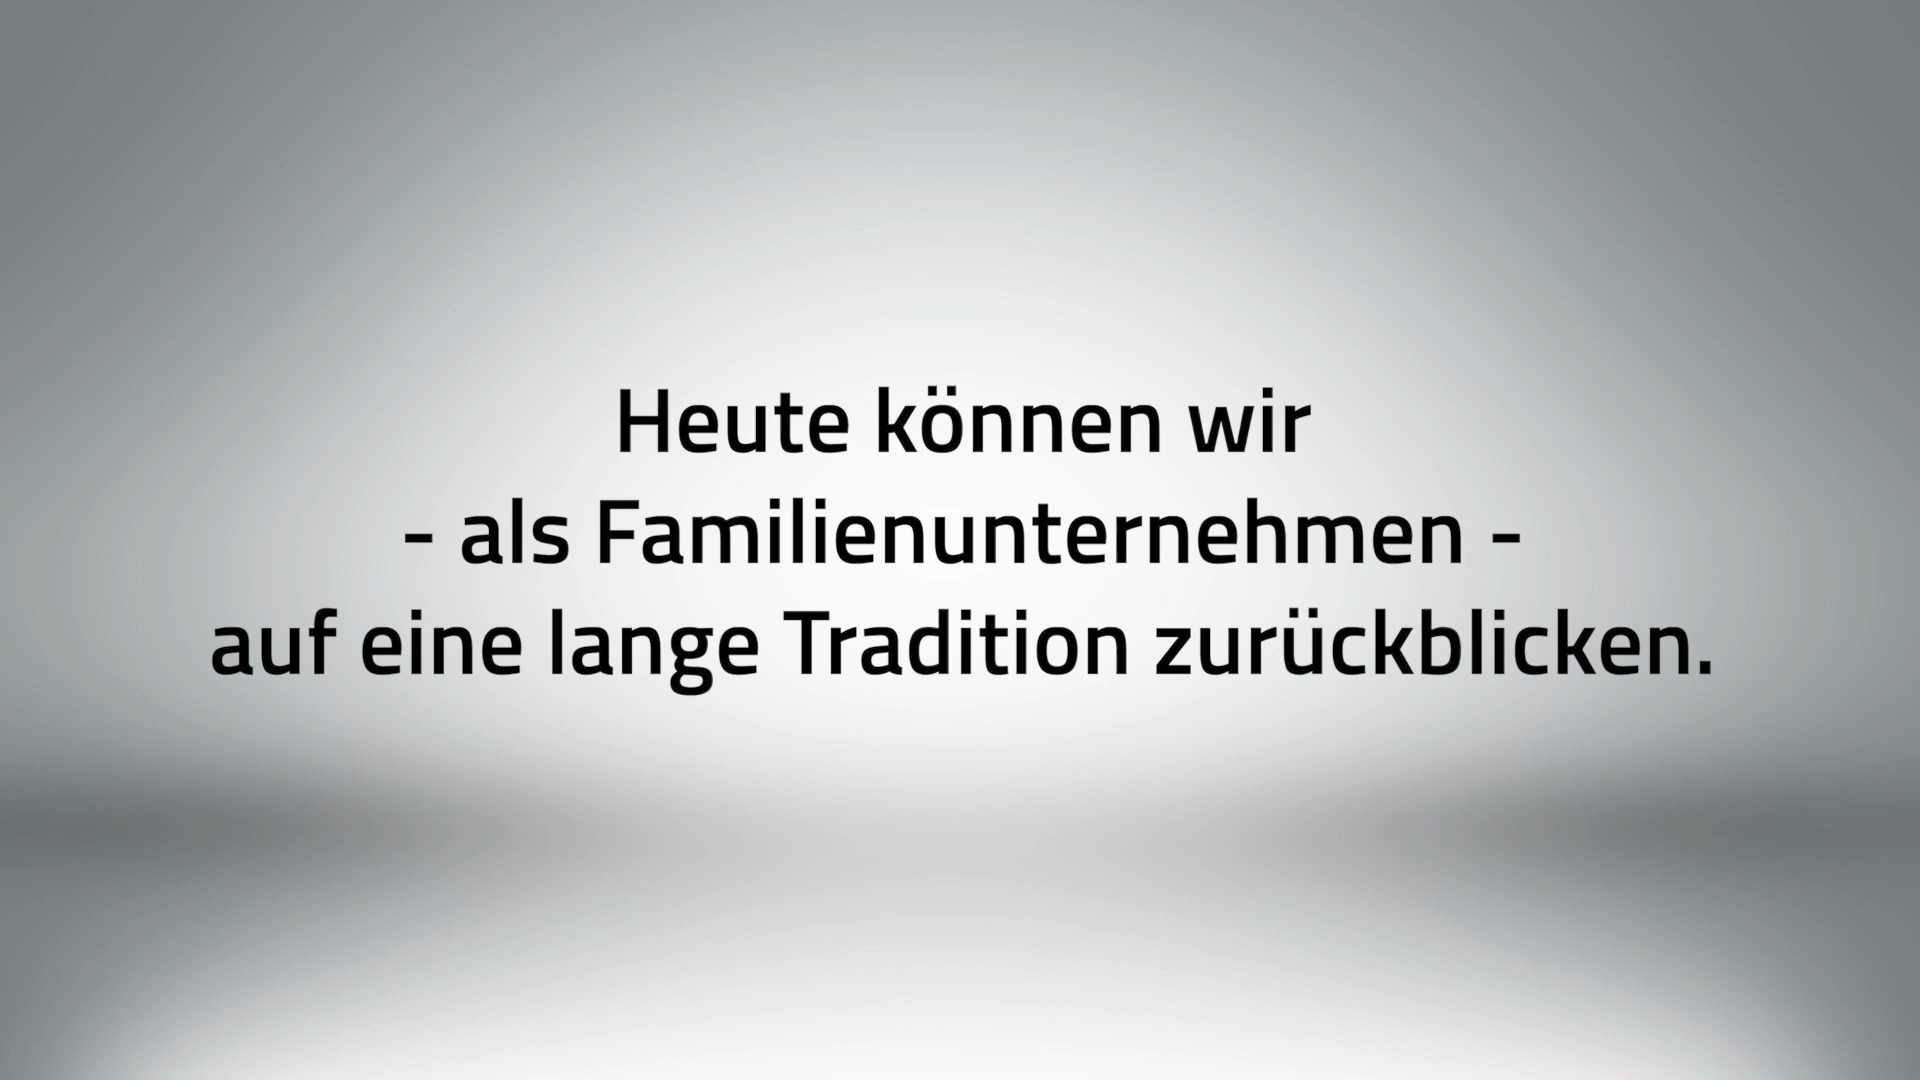 Heute können wir
- als Familienunternehmen -
auf eine lange Tradition zurückblicken.